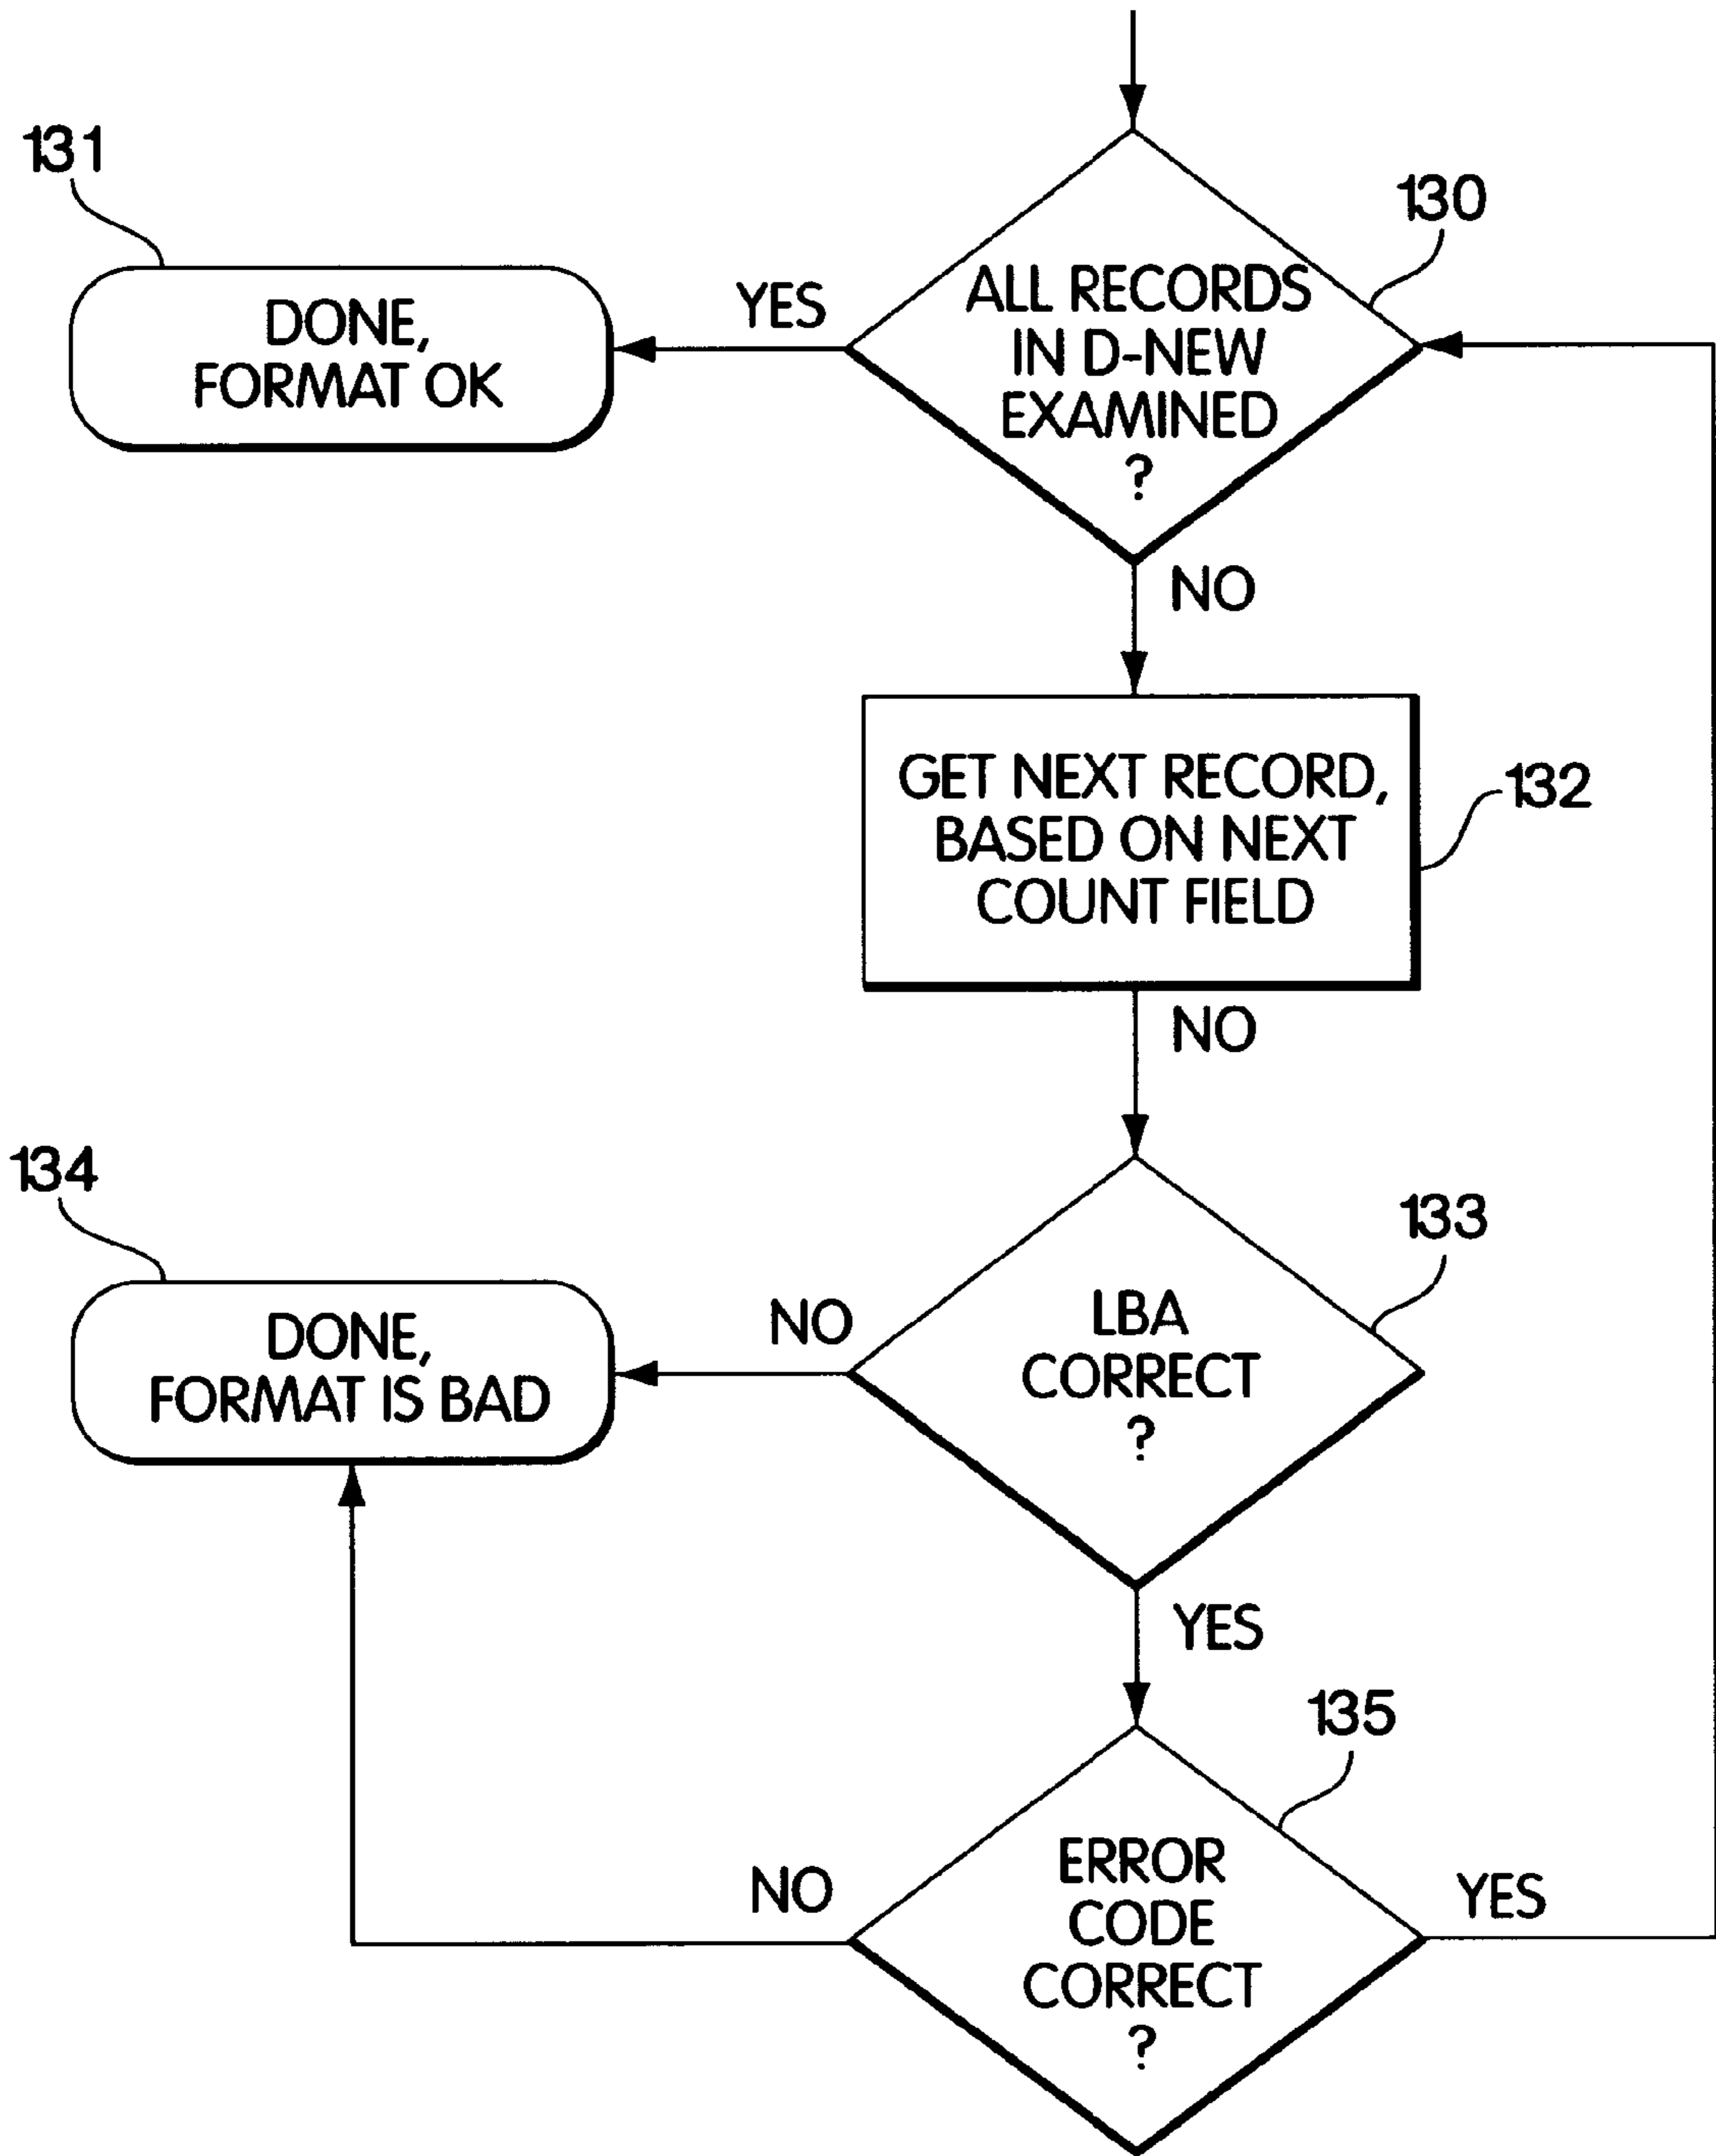 131
130
ALL RECORDS
IN D-NEW
EXAMINED
?
YES
DONE,
FORMAT OK
NO
GET NEXT RECORD,
BASED ON NEXT
COUNT FIELD
132
NO
134
133
LBA
CORRECT
?
NO
DONE,
FORMAT IS BAD
YES
135
ERROR
CODE
CORRECT
?
NO
YES